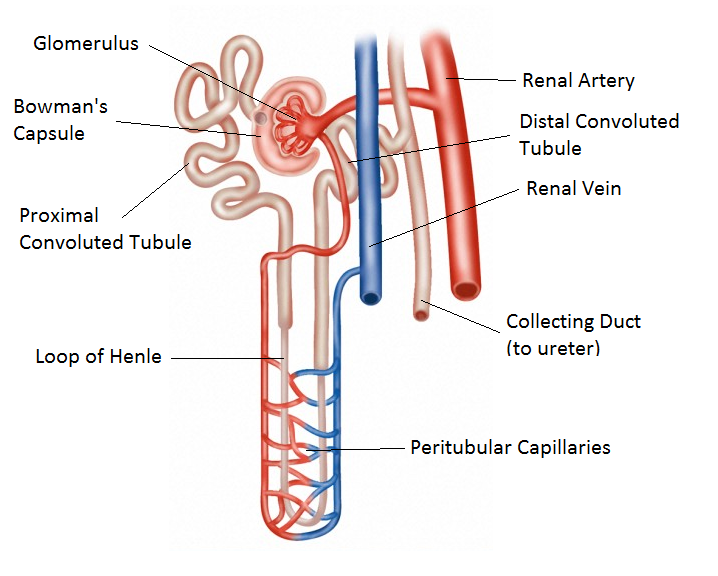 Glomerulus
Bowman's
Capsule
Proximal
Convoluted Tubule
Loop of Henle
Renal Artery
Distal Convoluted
Tubule
Renal Vein
Collecting Duct
(to ureter)
Peritubular Capillaries